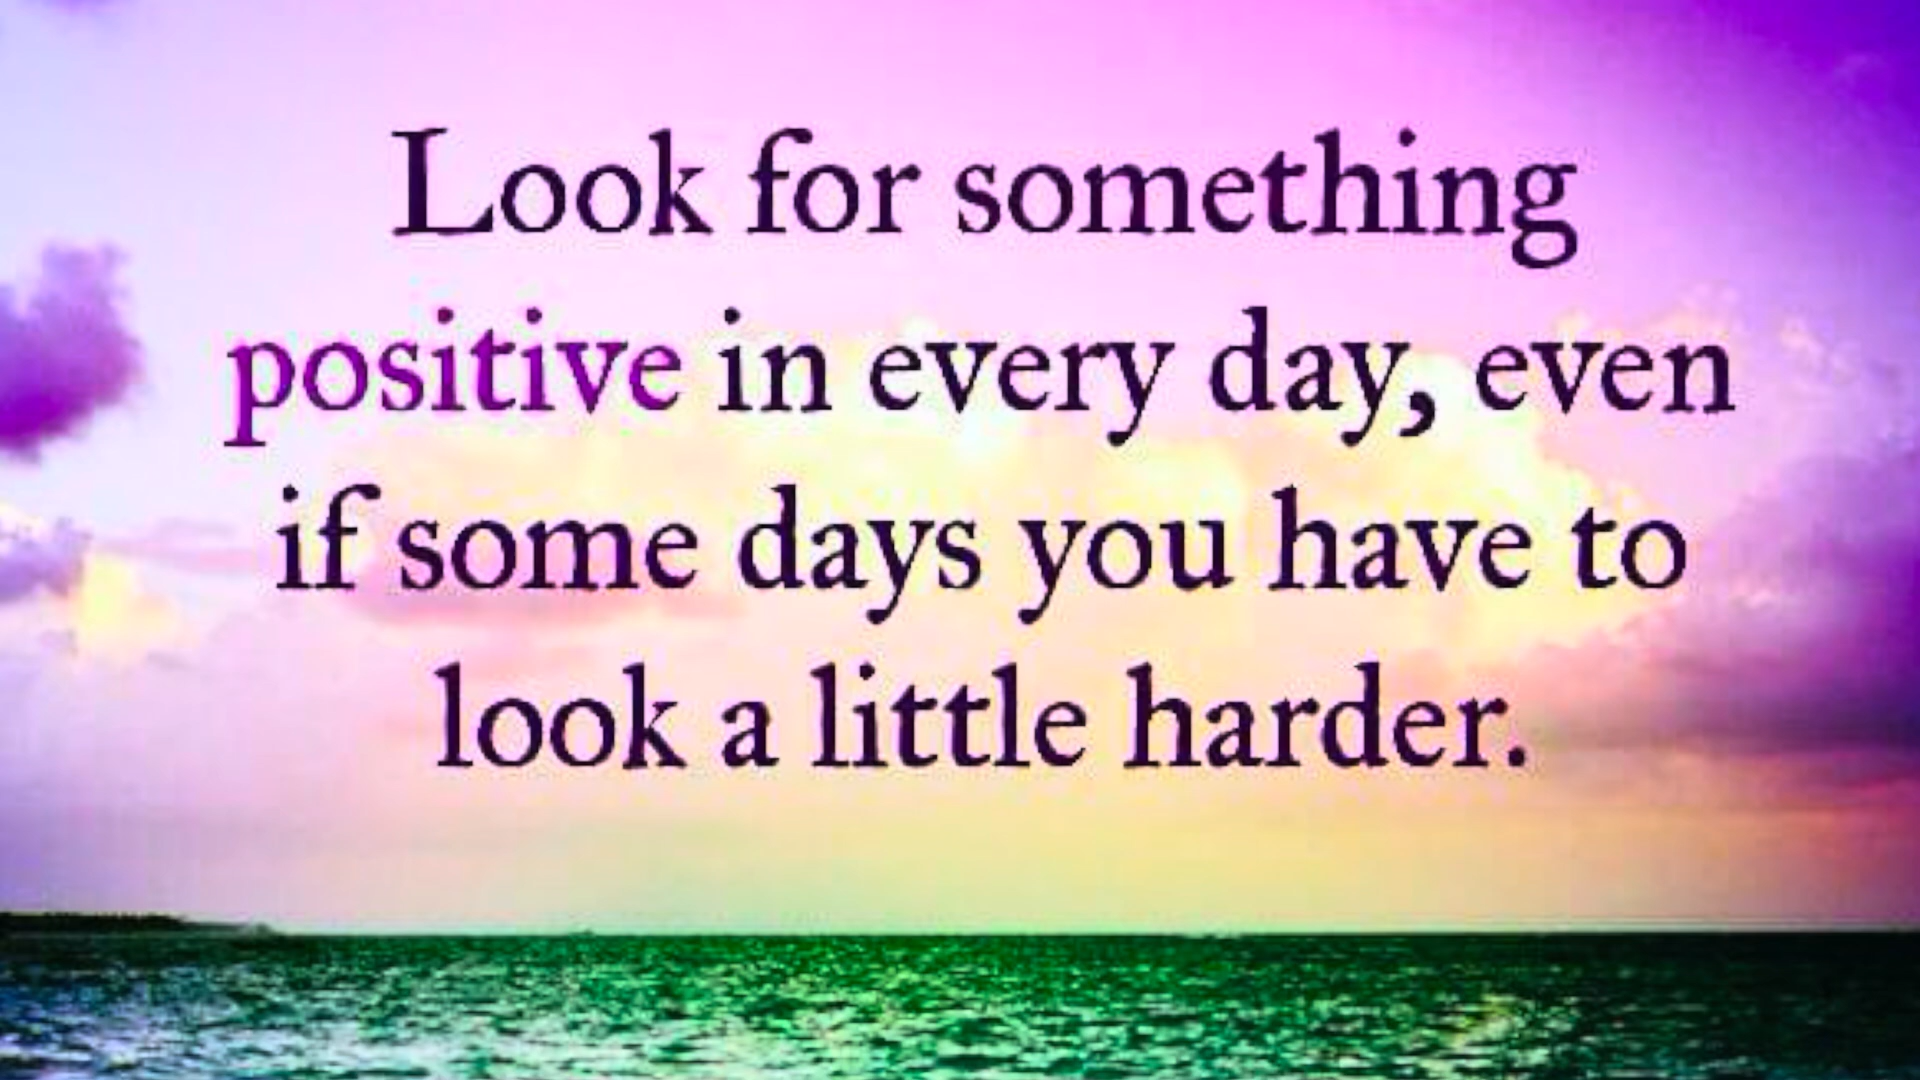 Look for something
positive in every day, even
if some days you have to
look a little harder.